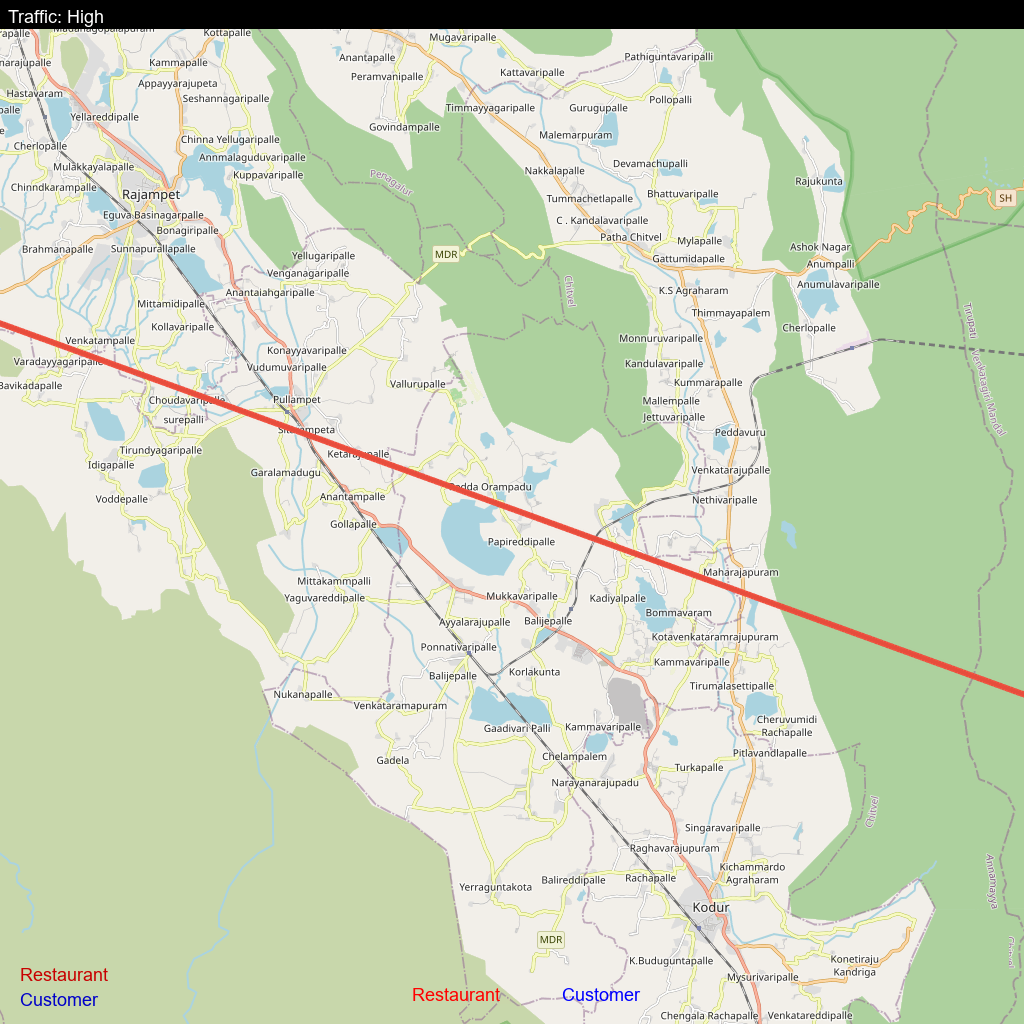 Traffic: High
Madanagopalapuram
Kottapalle
Mugavaripalle
Kammapalle
Anantapalle
Pathiguntavaripalli
Peramvanipalle
Kattavaripalle
Appayyarajupeta
Hastavaram
Seshannagaripalle
Pollopalli
Timmayyagaripalle
Gurugupalle
Yellareddipalle
Govindampalle
Malemarpuram
Cherlopalle
Chinna Yellugaripalle
Annmalaguduvaripalle
Mulakkayalapalle
Kuppavaripalle
Nakkalapalle
Devamachupalli
Penagalur
Rajukunta
Chinndkarampalle
Rajampet
Tummachetlapalle
Bhattuvaripalle
SH
Eguva Basinagarpalle
C . Kandalavaripalle
Bonagiripalle
Patha Chitvel
Mylapalle
Brahmanapalle
Sunnapurallapalle
Ashok Nagar
Yellugaripalle
MDR
Gattumidapalle
Anumpalli
Venganagaripalle
Anumulavaripalle
Anantaiahgaripalle
Chitvel
K.S Agraharam
Mittamidipalle
Thimmayapalem
Kollavaripalle
Cherlopalle
Tirupati
Venkatampalle
Monnuruvaripalle
Konayyavaripalle
Varadayyagaripalle
Vudumuvaripalle
Kandulavaripalle
Venkatagiri Mandal
Bavikadapalle
Vallurupalle
Kummarapalle
Choudavaripalle
Pullampet
Mallempalle
surepalli
Jettuvaripalle
Sitarampeta
Peddavuru
Tirundyagaripalle
Ketarajupalle
Idigapalle
Garalamadugu
Venkatarajupalle
Voddepalle
Anantampalle
Pedda Orampadu
Nethivaripalle
Gollapalle
Papireddipalle
Mittakammpalli
Maharajapuram
Yaguvareddipalle
Mukkavaripalle
Kadiyalpalle
Bommavaram
Ayyalarajupalle
Balijepalle
Kotavenkataramrajupuram
Ponnativaripalle
Kammavaripalle
Balijepalle
Korlakunta
Tirumalasettipalle
Nukanapalle
Venkataramapuram
Cheruvumidi
Rachapalle
Gaadivari Palli
Kammavaripalle
Gadela
Chelampalem
Pitlavandlapalle
Turkapalle
Narayanarajupadu
Chitvel
Singaravaripalle
Raghavarajupuram
Kichammardo
Agraharam
Yerraguntakota
Balireddipalle
Rachapalle
Annamayya
Kodur
MDR
K.Buduguntapalle
Konetiraju
Kandriga
Mysurivaripalle
Restaurant
Customer
Restaurant
Customer
Chengala Rachapalle
Venkatareddipalle